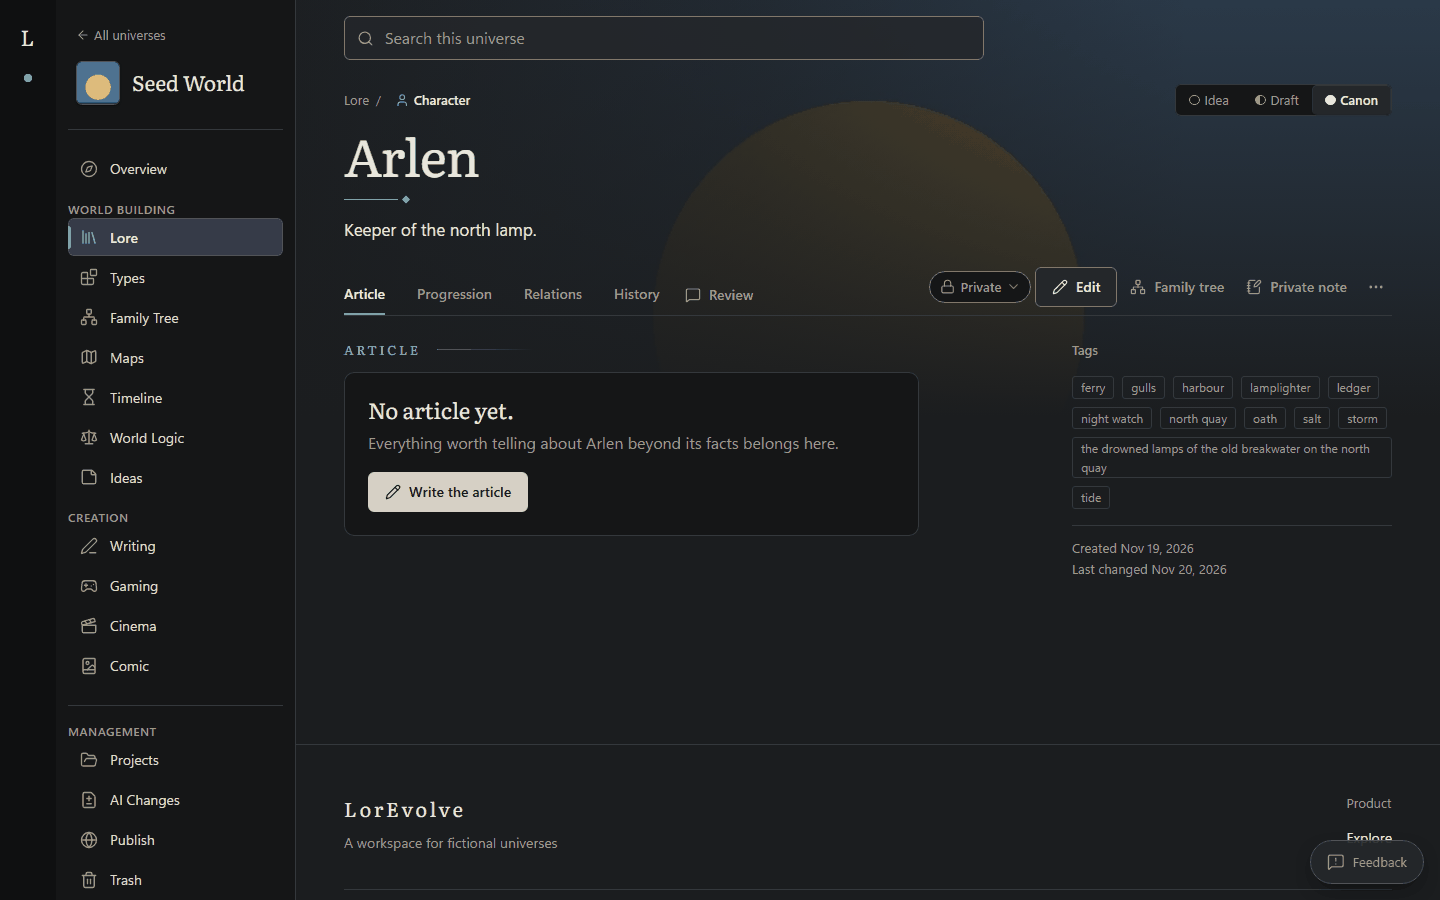 L
All universes
Seed World
Overview
WORLD BUILDING
Lore
Types
Family Tree
Maps
Timeline
World Logic
Ideas
CREATION
Writing
Gaming
Cinema
Comic
MANAGEMENT
Projects
AI Changes
Publish
Trash
Search this universe
Lore / Character
Idea Draft Canon
Arlen
Keeper of the north lamp.
Article Progression Relations History Review
Private Edit Family tree Private note
ARTICLE
No article yet.
Everything worth telling about Arlen beyond its facts belongs here.
Write the article
Tags
ferry gulls harbour lamplighter ledger
night watch north quay oath salt storm
the drowned lamps of the old breakwater on the north
quay
tide
Created Nov 19, 2026
Last changed Nov 20, 2026
LorEvolve
A workspace for fictional universes
Product
Explore
Feedback